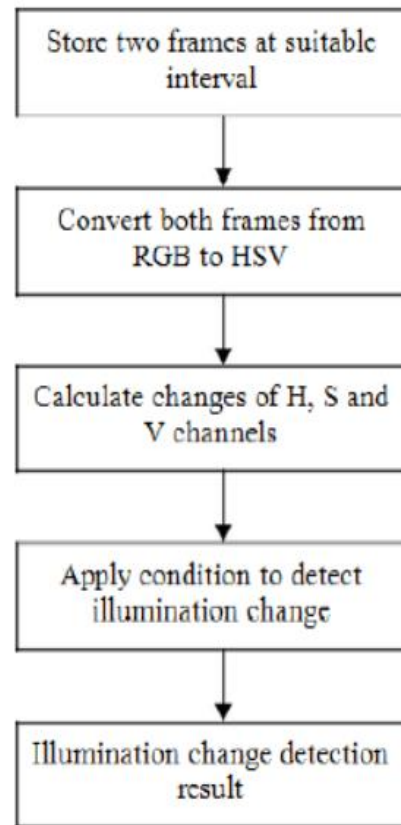 Store two frames at suitable
interval
Convert both frames from
RGB to HSV
Calculate changes of H, S and
V channels
Apply condition to detect
illumination change
Illumination change detection
result